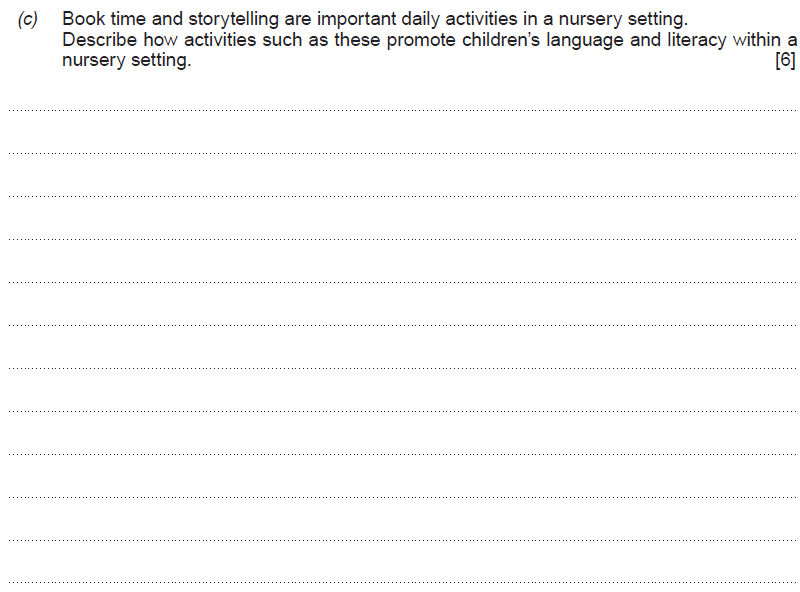 (c) Book time and storytelling are important daily activities in a nursery setting.
Describe how activities such as these promote children's language and literacy within a
nursery setting. [6]